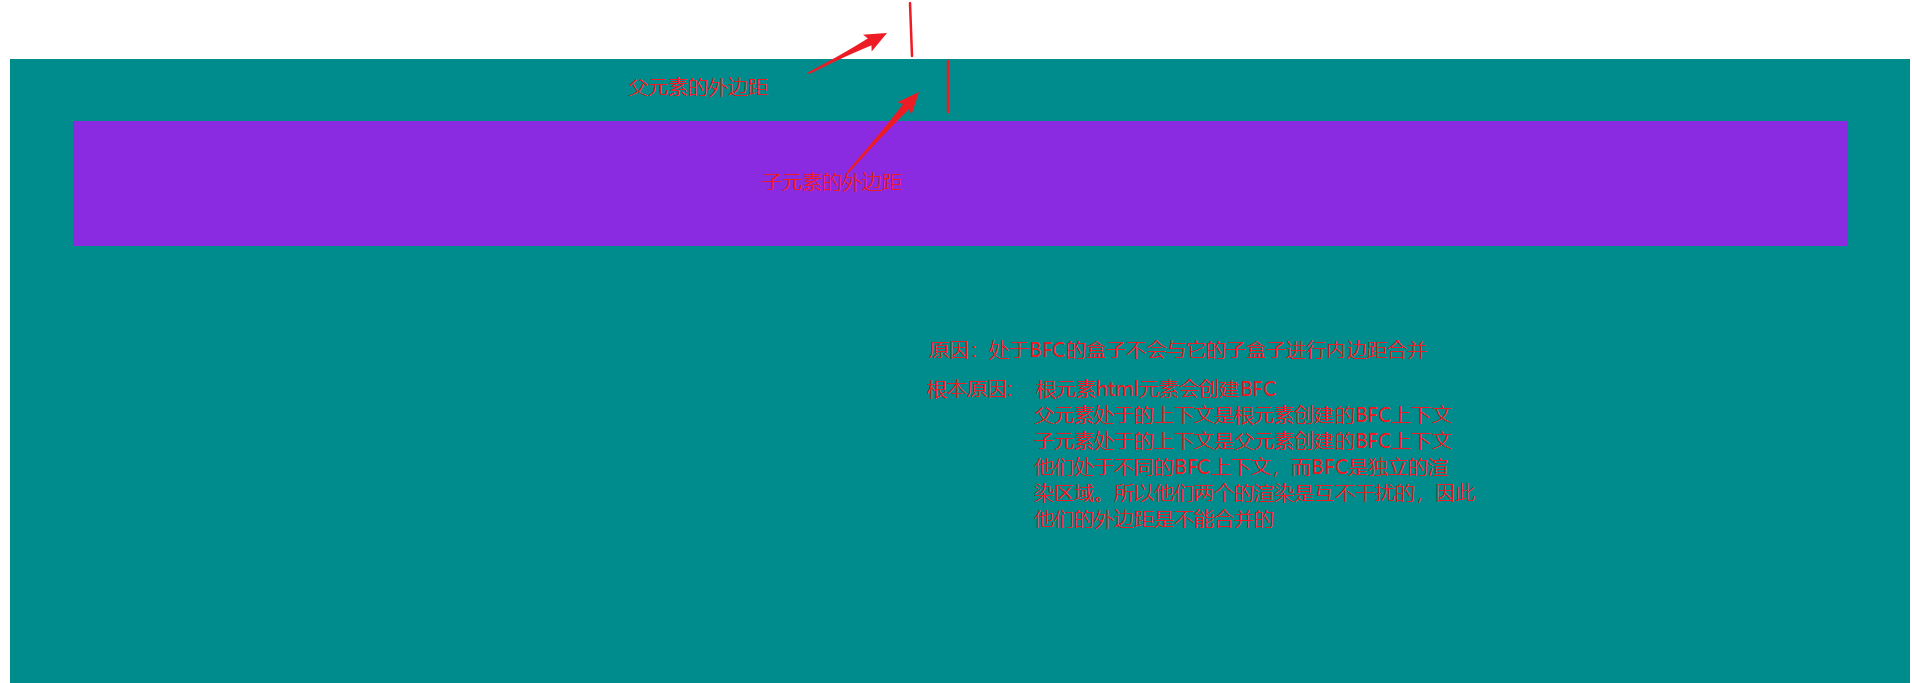 父元素的外边距
子元素的外边距
原因：处于BFC的盒子不会与它的子盒子进行内边距合并
根本原因：
根元素html元素会创建BFC
父元素处于的上下文是根元素创建的BFC上下文
子元素处于的上下文是父元素创建的BFC上下文
他们处于不同的BFC上下文，而BFC是独立的渲
染区域。所以他们两个的渲染是互不干扰的，因此
他们的外边距是不能合并的